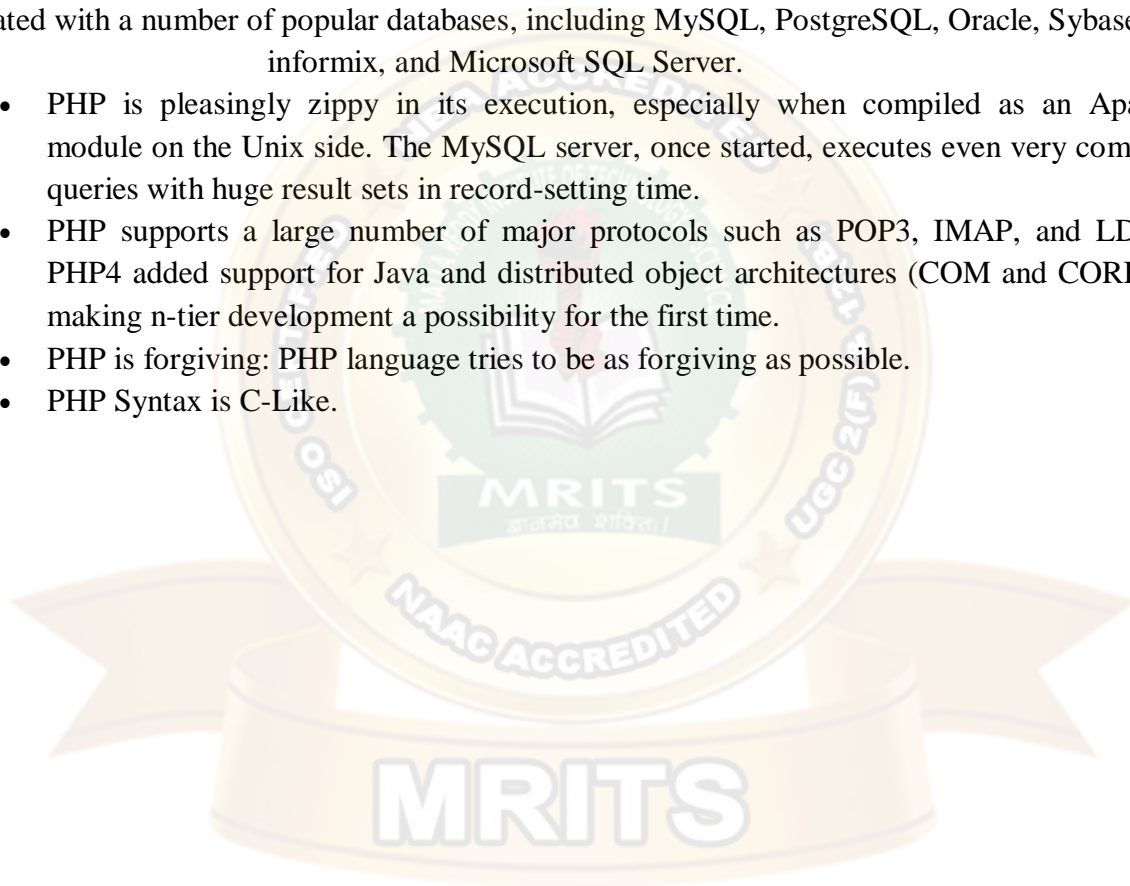 ated with a number of popular databases, including MySQL, PostgreSQL, Oracle, Sybase
informix, and Microsoft SQL Server.
• PHP is pleasingly zippy in its execution, especially when compiled as an Apa
module on the Unix side. The MySQL server, once started, executes even very com
queries with huge result sets in record-setting time.
• PHP supports a large number of major protocols such as POP3, IMAP, and LD
PHP4 added support for Java and distributed object architectures (COM and COR
making n-tier development a possibility for the first time.
• PHP is forgiving: PHP language tries to be as forgiving as possible.
• PHP Syntax is C-Like.
MRITS
NAAC ACCREDITED
MRITS